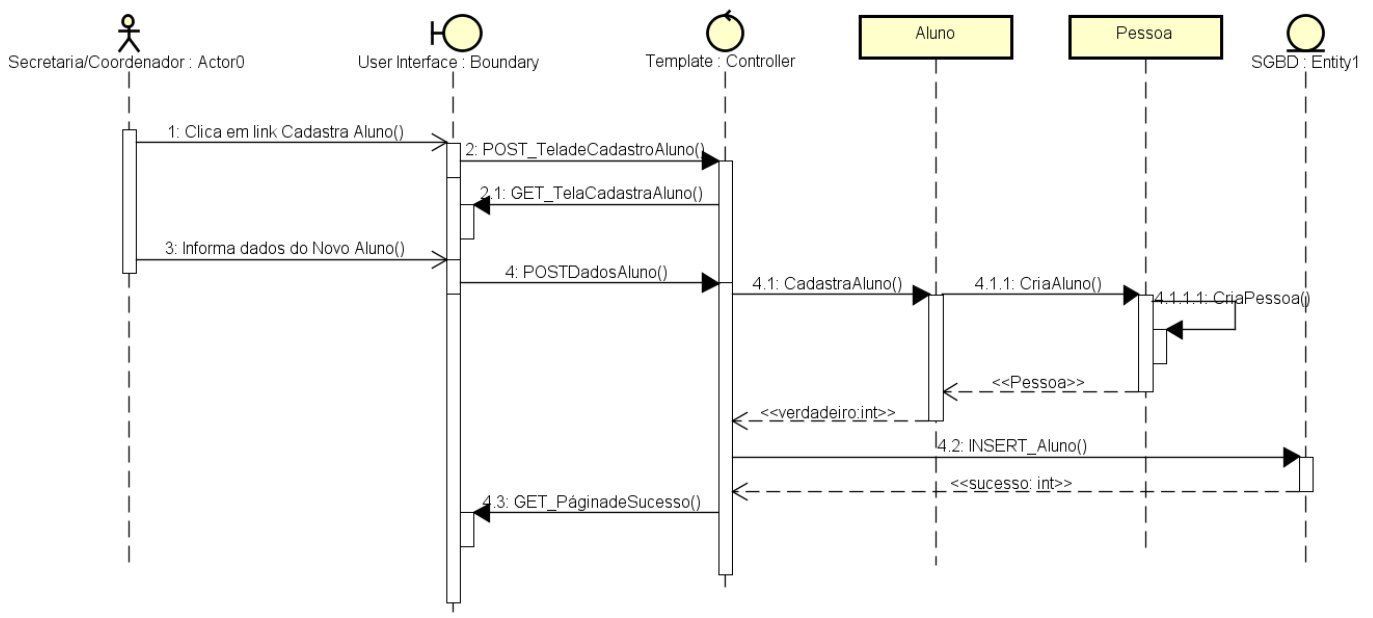 Secretaria/Coordenador : Actor0
User Interface : Boundary
Template : Controller
Aluno
Pessoa
SGBD : Entity1
1: Clica em link Cadastra Aluno()
2: POST_TeladeCadastroAluno()
2.1: GET_TelaCadastraAluno()
3: Informa dados do Novo Aluno()
4: POSTDadosAluno()
4.1: CadastraAluno()
4.1.1: CriaAluno()
4.1.1.1: CriaPessoa()
<<Pessoa>>
<<verdadeiro:int>>
4.2: INSERT_Aluno()
<<sucesso: int>>
4.3: GET_PáginadeSucesso()